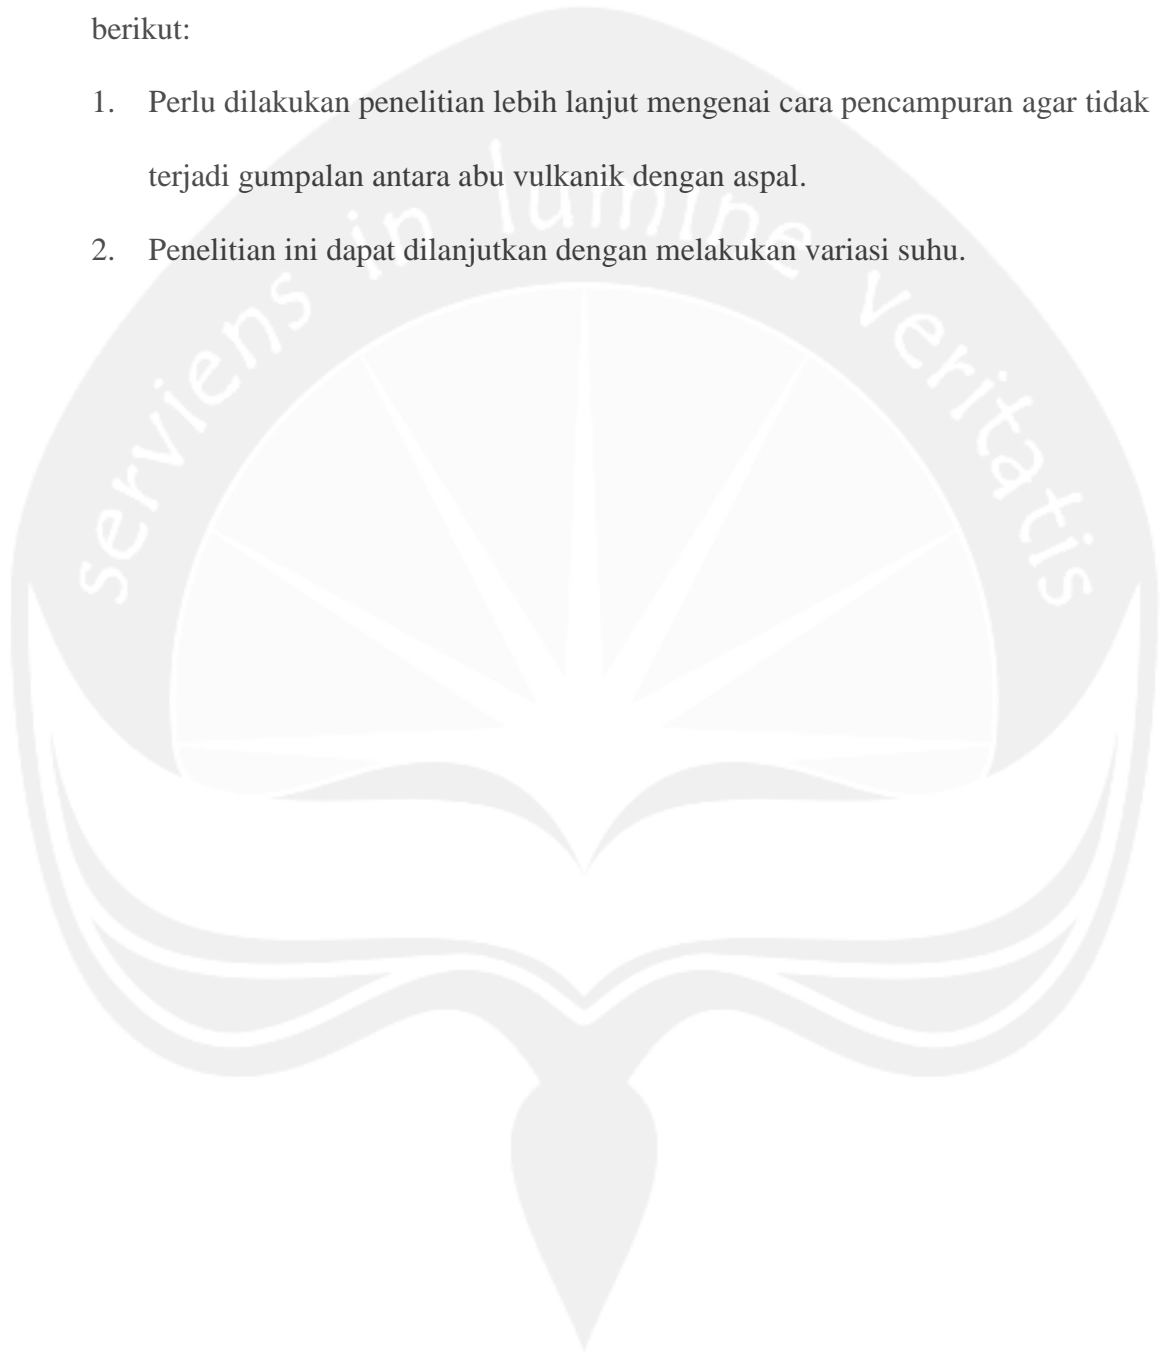 berikut:
1. Perlu dilakukan penelitian lebih lanjut mengenai cara pencampuran agar tidak
terjadi gumpalan antara abu vulkanik dengan aspal.
2. Penelitian ini dapat dilanjutkan dengan melakukan variasi suhu.
serviens in lumine veritatis